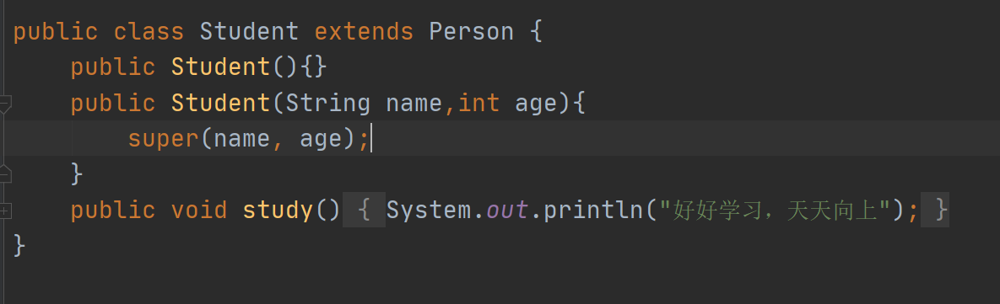 public class Student extends Person {
    public Student(){}
    public Student(String name,int age){
        super(name, age);
    }
    public void study() { System.out.println("好好学习，天天向上"); }
}